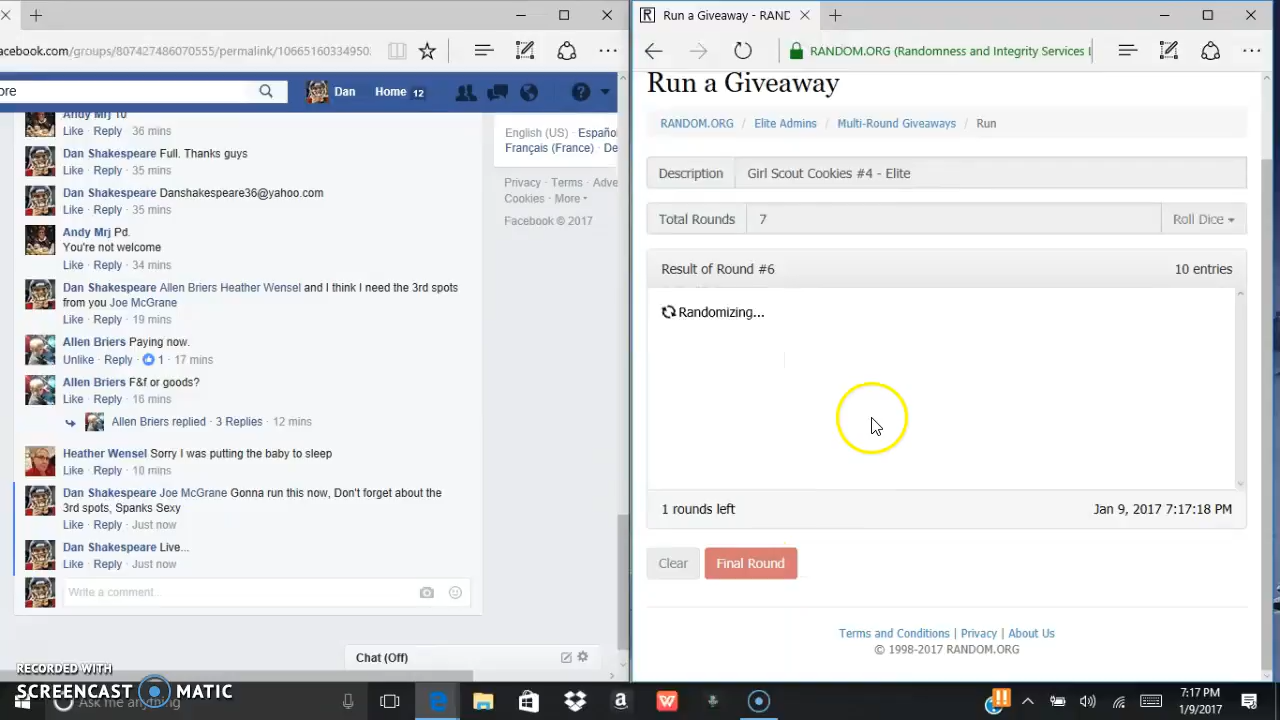 acebook.com/groups/807427486070555/permalink/10665160334950.
ore
Dan Home 12
Andy Mrj 10
Like · Reply · 36 mins
Dan Shakespeare Full. Thanks guys
Like · Reply · 35 mins
Dan Shakespeare Danshakespeare36@yahoo.com
Like · Reply · 35 mins
Andy Mrj Pd.
You're not welcome
Like · Reply · 34 mins
Dan Shakespeare Allen Briers Heather Wensel and I think I need the 3rd spots
from you Joe McGrane
Like · Reply · 19 mins
Allen Briers Paying now.
Unlike · Reply · 1 · 17 mins
Allen Briers F&f or goods?
Like · Reply · 16 mins
Allen Briers replied · 3 Replies · 12 mins
Heather Wensel Sorry I was putting the baby to sleep
Like · Reply · 10 mins
Dan Shakespeare Joe McGrane Gonna run this now, Don't forget about the
3rd spots, Spanks Sexy
Like · Reply · Just now
Dan Shakespeare Live...
Like · Reply · Just now
Write a comment...
English (US) · Españo
Français (France) · De
Privacy · Terms · Adve
Cookies · More
Facebook © 2017
Chat (Off)
Run a Giveaway - RAND
RANDOM.ORG (Randomness and Integrity Services l
Run a Giveaway
RANDOM.ORG / Elite Admins / Multi-Round Giveaways / Run
Description Girl Scout Cookies #4 - Elite
Total Rounds 7 Roll Dice
Result of Round #6 10 entries
Randomizing...
1 rounds left Jan 9, 2017 7:17:18 PM
Clear Final Round
Terms and Conditions | Privacy | About Us
© 1998-2017 RANDOM.ORG
RECORDED WITH
SCREENCAST MATIC
Ask me anything
7:17 PM
1/9/2017